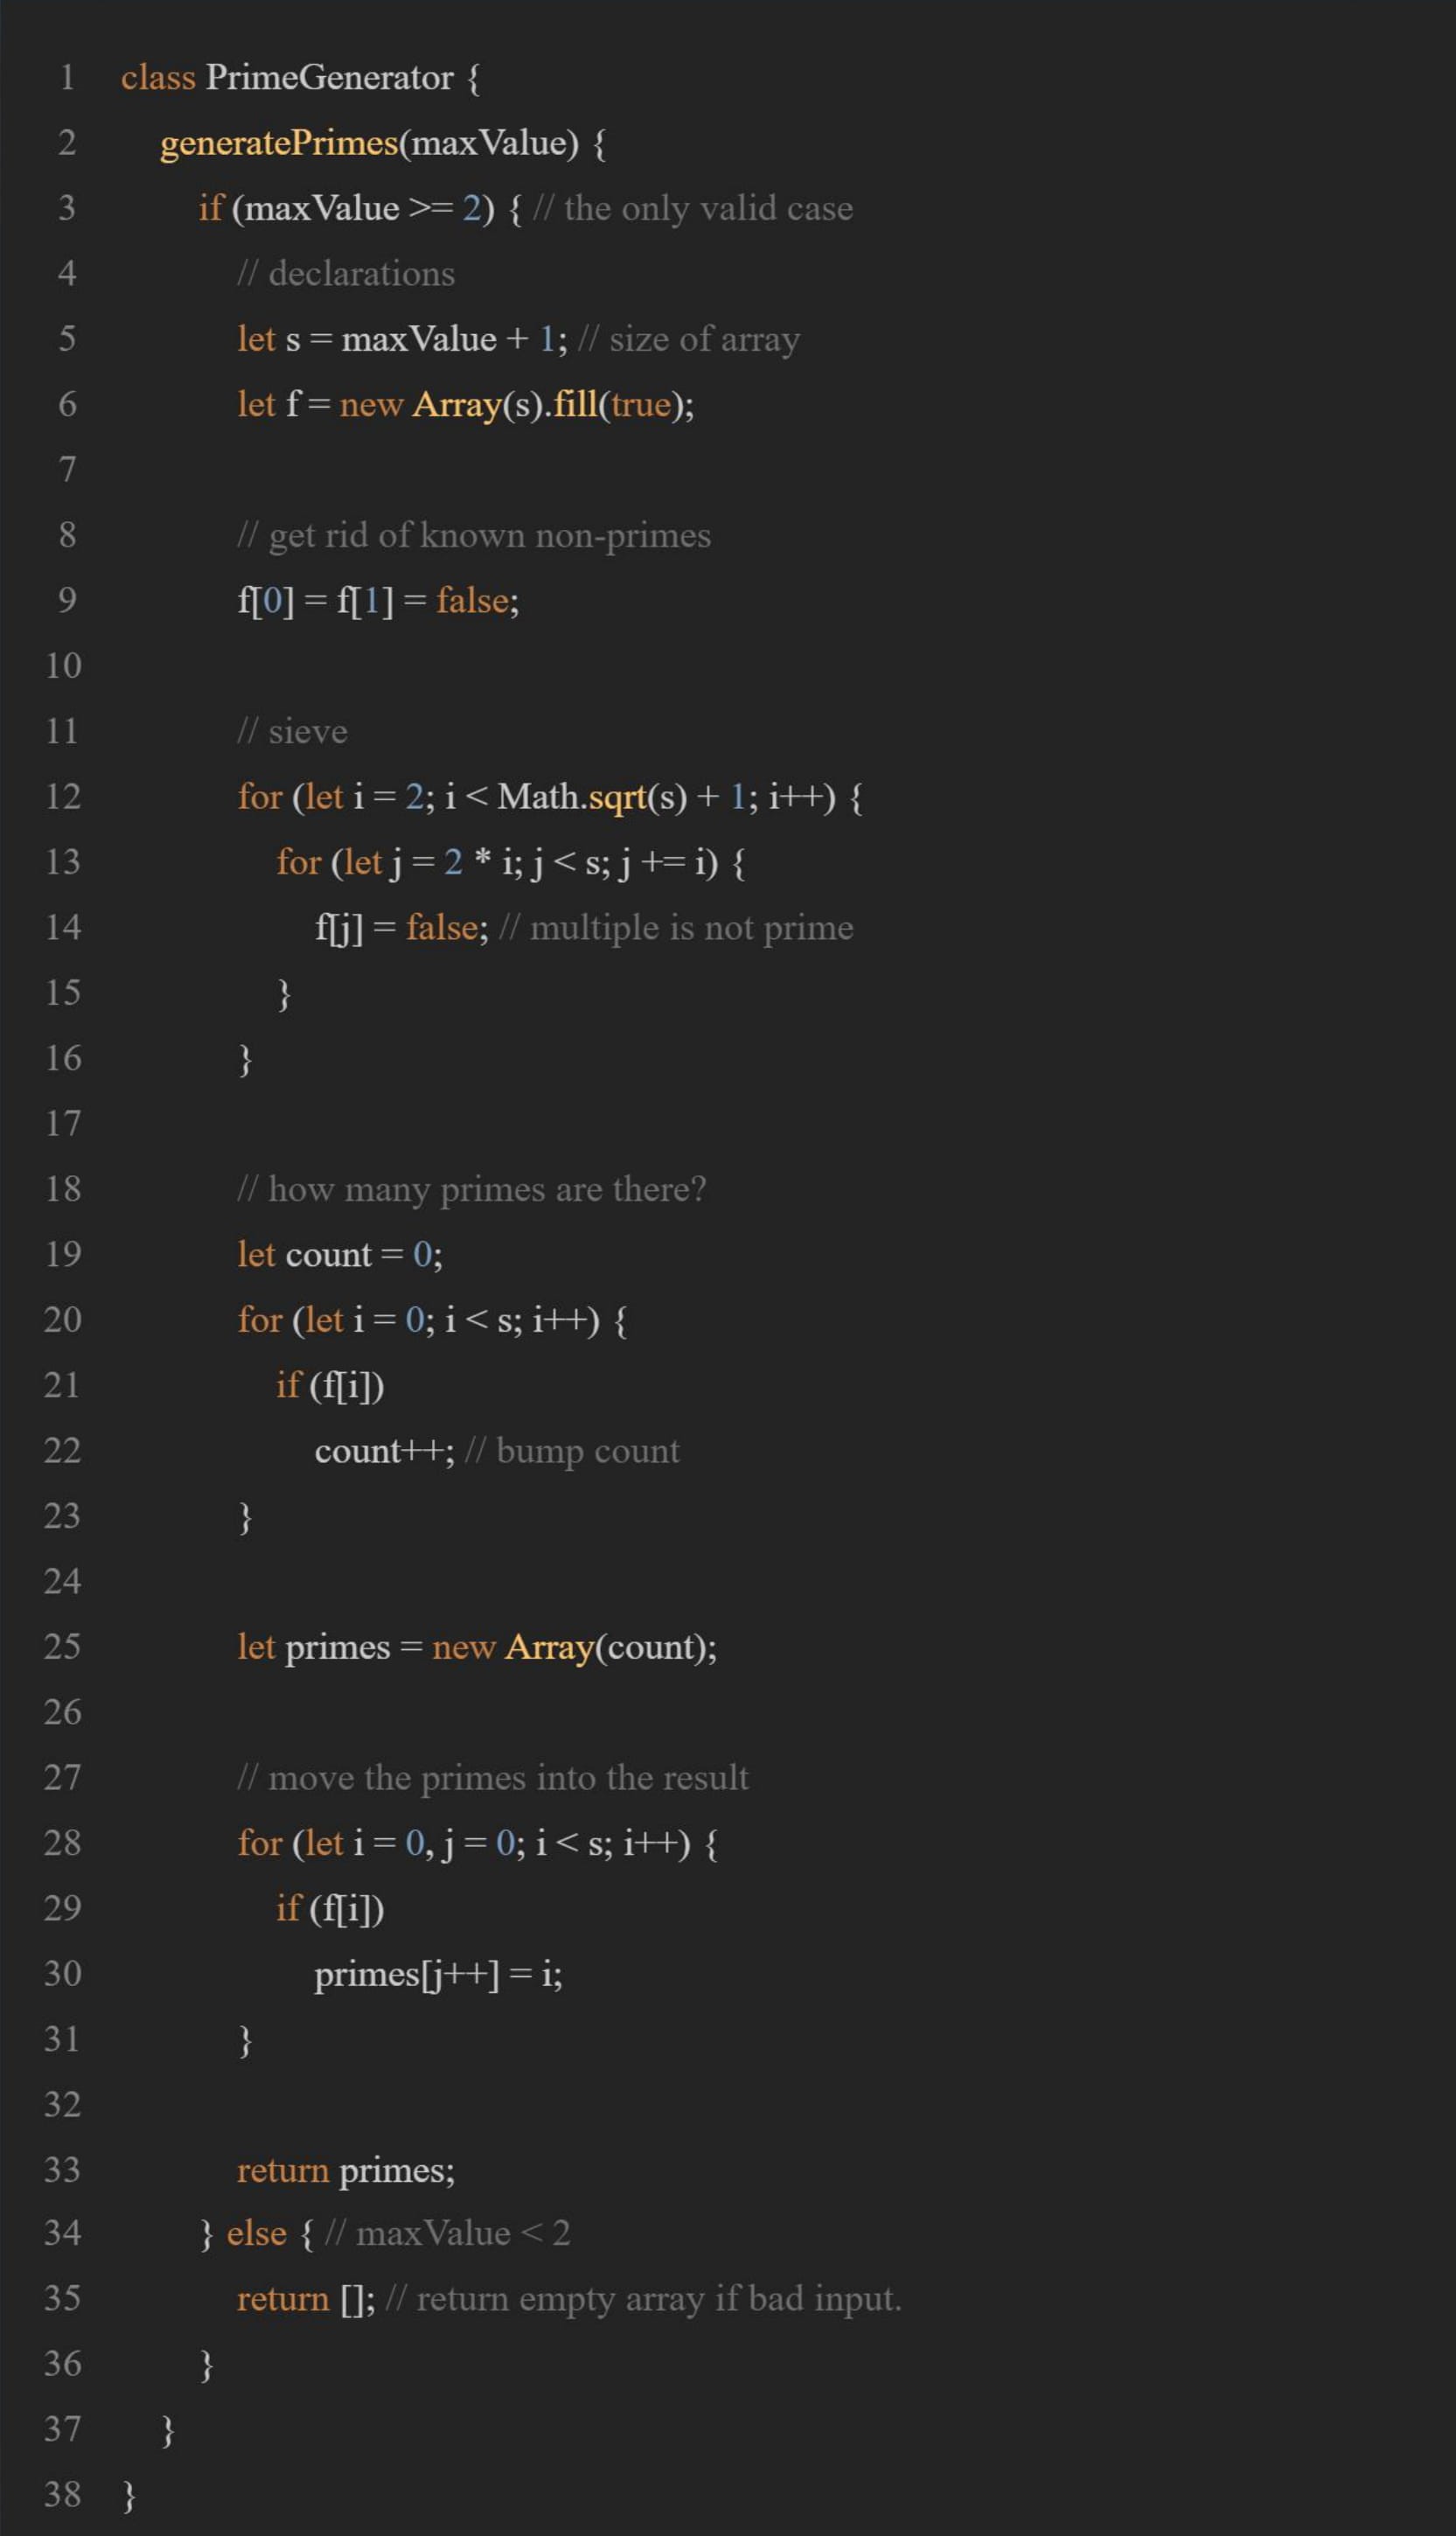 1 class PrimeGenerator {
2 generatePrimes(maxValue) {
3 if (maxValue >= 2) { // the only valid case
4 // declarations
5 let s = maxValue + 1; // size of array
6 let f = new Array(s).fill(true);
7
8 // get rid of known non-primes
9 f[0] = f[1] = false;
10
11 // sieve
12 for (let i = 2; i < Math.sqrt(s) + 1; i++) {
13 for (let j = 2 * i; j < s; j += i) {
14 f[j] = false; // multiple is not prime
15 }
16 }
17
18 // how many primes are there?
19 let count = 0;
20 for (let i = 0; i < s; i++) {
21 if (f[i])
22 count++; // bump count
23 }
24
25 let primes = new Array(count);
26
27 // move the primes into the result
28 for (let i = 0, j = 0; i < s; i++) {
29 if (f[i])
30 primes[j++] = i;
31 }
32
33 return primes;
34 } else { // maxValue < 2
35 return []; // return empty array if bad input.
36 }
37 }
38 }